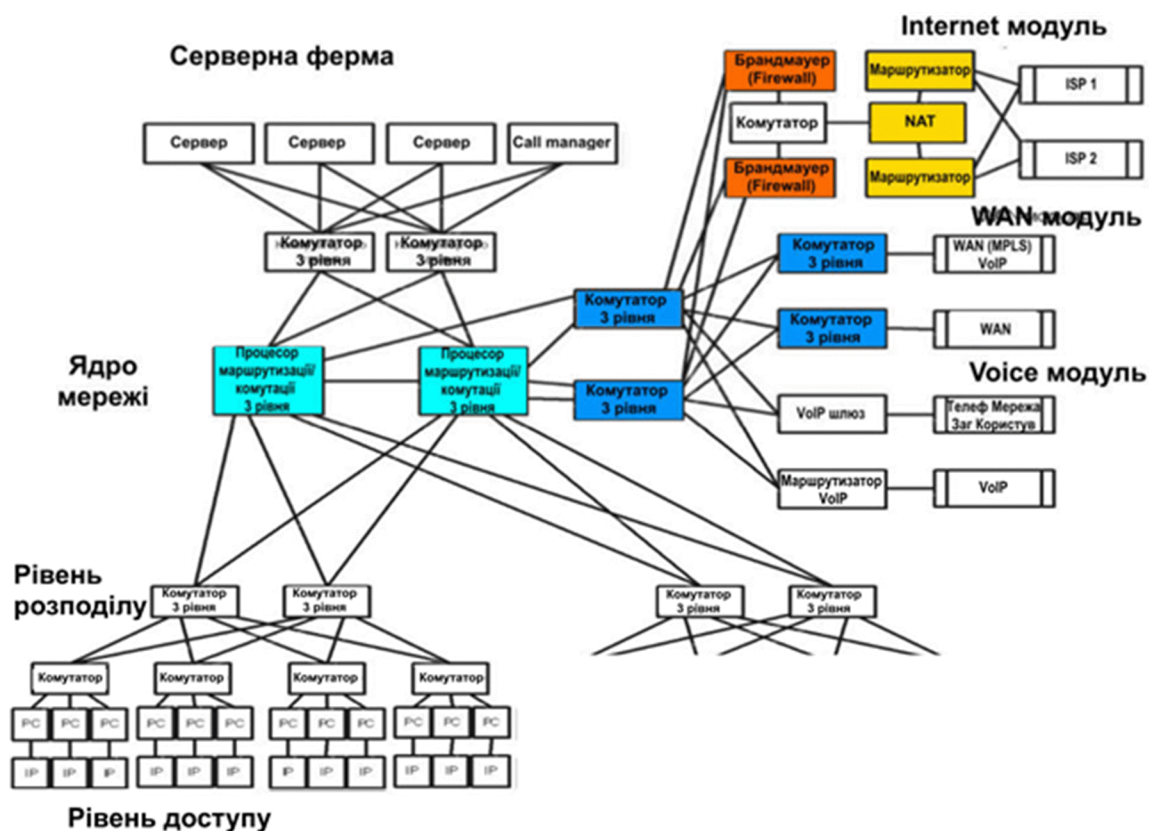 Internet модуль
Серверна ферма
Брандмауер
(Firewall)
Маршрутизатор
ISP 1
Комутатор
NAT
Сервер
Сервер
Сервер
Call manager
ISP 2
Брандмауер
(Firewall)
Маршрутизатор
WAN модуль
Комутатор
3 рівня
Комутатор
3 рівня
Комутатор
3 рівня
WAN (MPLS)
VoIP
Комутатор
3 рівня
Комутатор
3 рівня
WAN
Ядро
мережі
Процесор
маршрутизації/
комутації
3 рівня
Процесор
маршрутизації/
комутації
3 рівня
Voice модуль
Комутатор
3 рівня
VoIP шлюз
Телеф Мережа
Заг Користув
Маршрутизатор
VoIP
VoIP
Рівень
розподілу
Комутатор
3 рівня
Комутатор
3 рівня
Комутатор
3 рівня
Комутатор
3 рівня
Комутатор
Комутатор
Комутатор
Комутатор
PC PC PC
PC PC PC
PC PC PC
PC PC PC
IP IP IP
IP IP IP
IP IP IP
IP IP IP
Рівень доступу